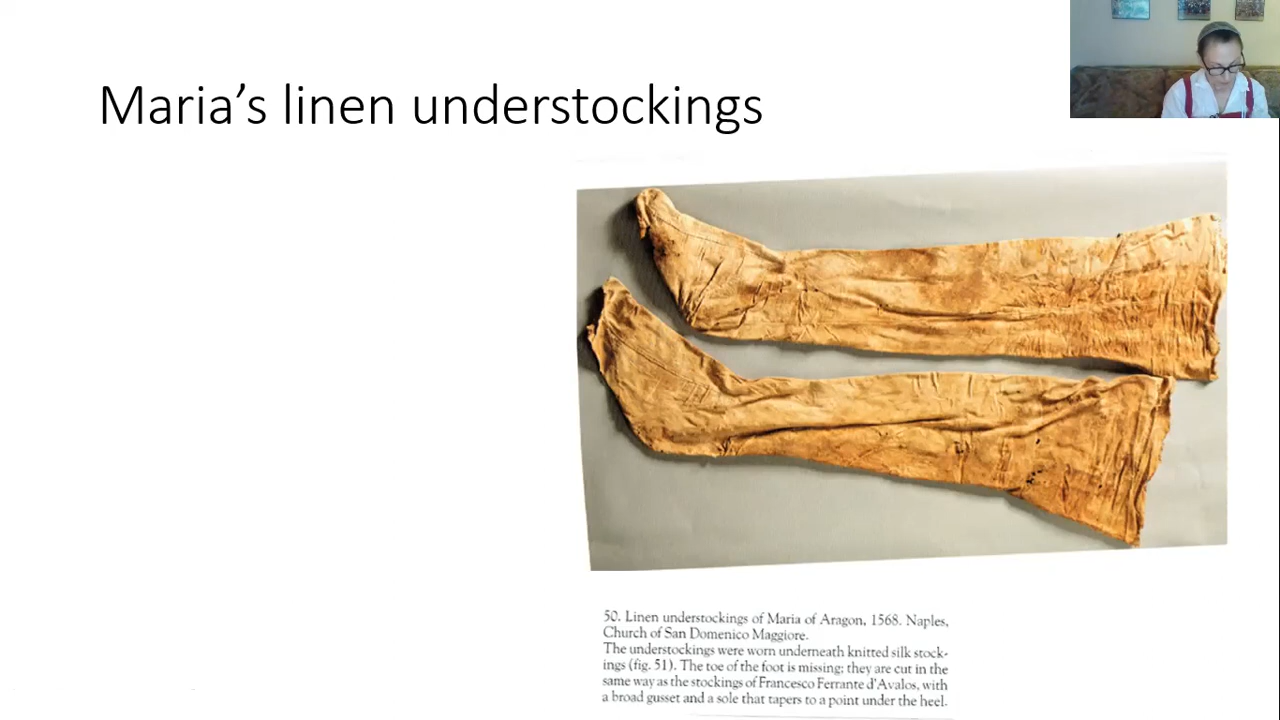 Maria’s linen understockings
50. Linen understockings of Maria of Aragon, 1568. Naples,
Church of San Domenico Maggiore.
The understockings were worn underneath knitted silk stock-
ings (fig. 51). The toe of the foot is missing; they are cut in the
same way as the stockings of Francesco Ferrante d'Avalos, with
a broad gusset and a sole that tapers to a point under the heel.